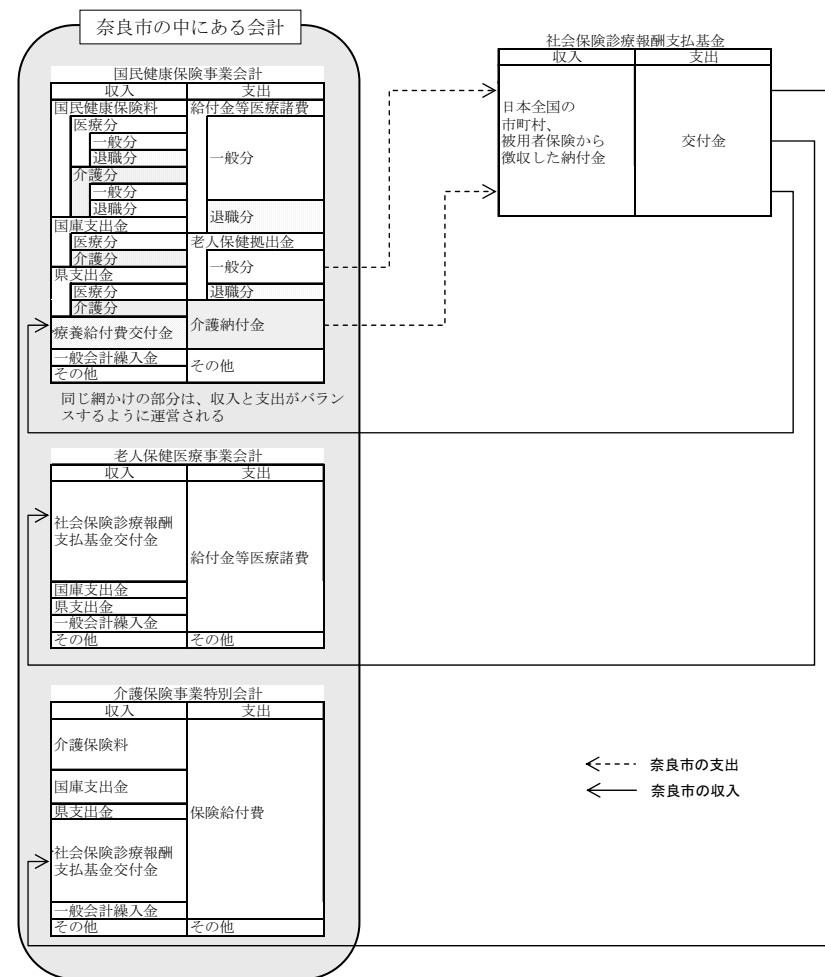 奈良市の中にある会計
国民健康保険事業会計
収入 支出
国民健康保険料 給付金等医療諸費
医療分
一般分 一般分
退職分
介護分
一般分
退職分 退職分
国庫支出金
医療分 老人保健拠出金
介護分 一般分
県支出金
医療分 退職分
介護分
療養給付費交付金 介護納付金
一般会計繰入金 その他
その他
同じ網かけの部分は、収入と支出がバラン
スするように運営される
老人保健医療事業会計
収入 支出
社会保険診療報酬
支払基金交付金
給付金等医療諸費
国庫支出金
県支出金
一般会計繰入金
その他 その他
介護保険事業特別会計
収入 支出
介護保険料
国庫支出金
県支出金 保険給付費
社会保険診療報酬
支払基金交付金
一般会計繰入金
その他 その他
社会保険診療報酬支払基金
収入 支出
日本全国の
市町村、
被用者保険から
徴収した納付金
交付金
奈良市の支出
奈良市の収入